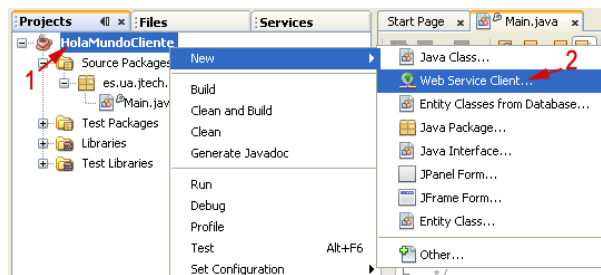 Projects
Files
Services
Start Page
Main.java
HolaMundoCliente
1
Source Packages
es.ua.jtech.
Main.jav
Test Packages
Libraries
Test Libraries
New
Build
Clean and Build
Clean
Generate Javadoc
Run
Debug
Profile
Test Alt+F6
Set Configuration
Java Class...
2
Web Service Client...
Entity Classes from Database...
Java Package...
Java Interface...
JPanel Form...
JFrame Form...
Entity Class...
Other...
*/